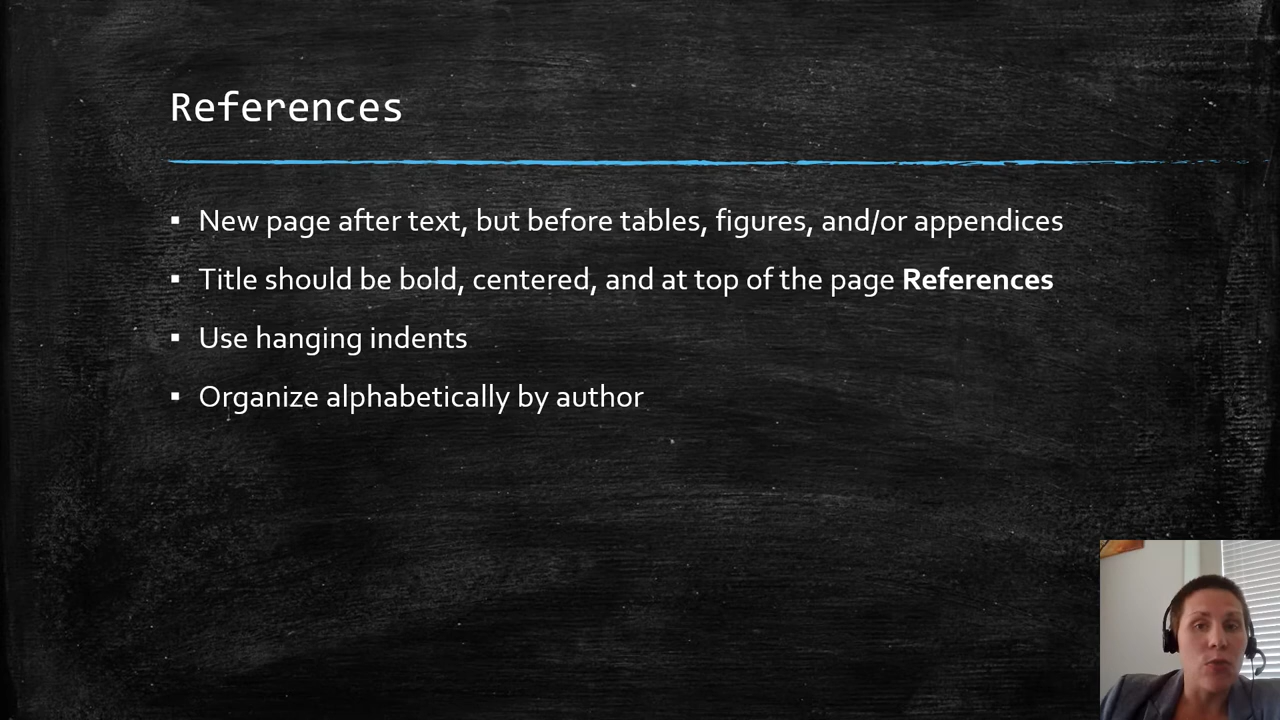 References
▪ New page after text, but before tables, figures, and/or appendices
▪ Title should be bold, centered, and at top of the page References
▪ Use hanging indents
▪ Organize alphabetically by author